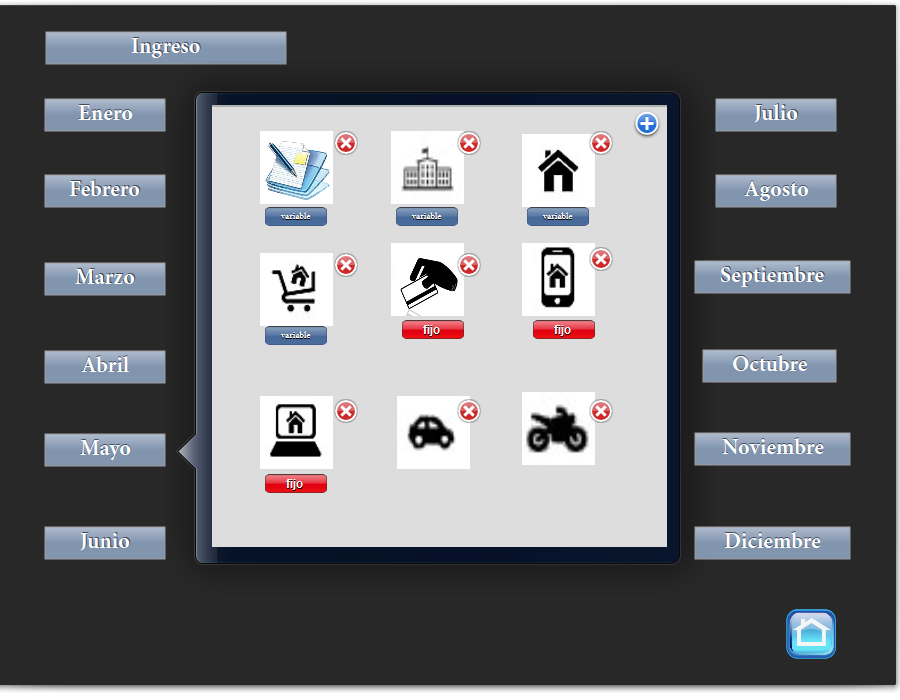 Ingreso
Enero
Febrero
Marzo
Abril
Mayo
Junio
variable
variable
variable
variable
fijo
fijo
fijo
Julio
Agosto
Septiembre
Octubre
Noviembre
Diciembre